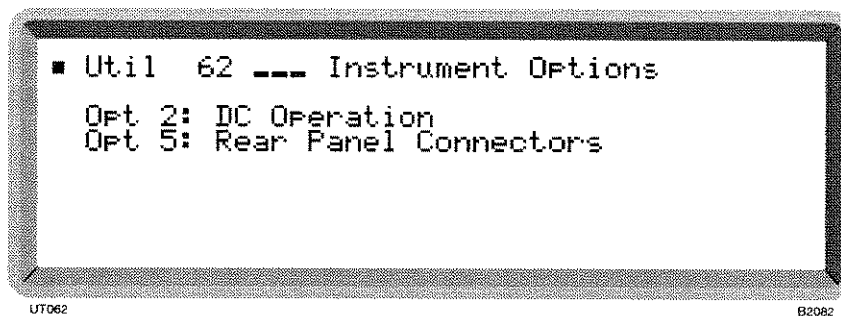 ▪ Util 62 ___ Instrument Options
Opt 2: DC Operation
Opt 5: Rear Panel Connectors
UT062
B2082